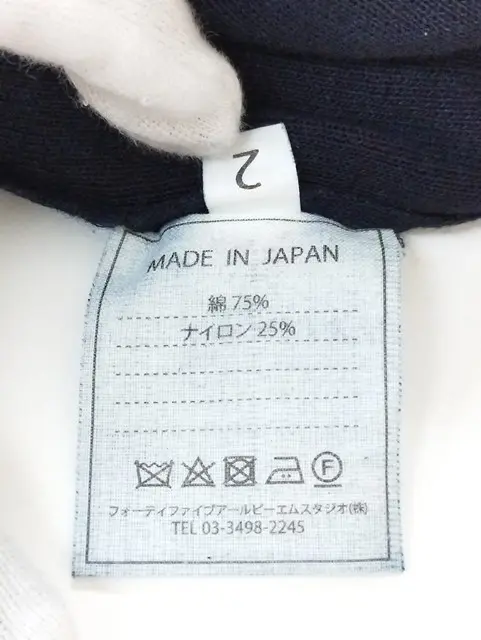 2
MADE IN JAPAN
綿 75%
ナイロン 25%
F
フォーティファイブアールピーエムスタジオ(株)
TEL 03-3498-2245